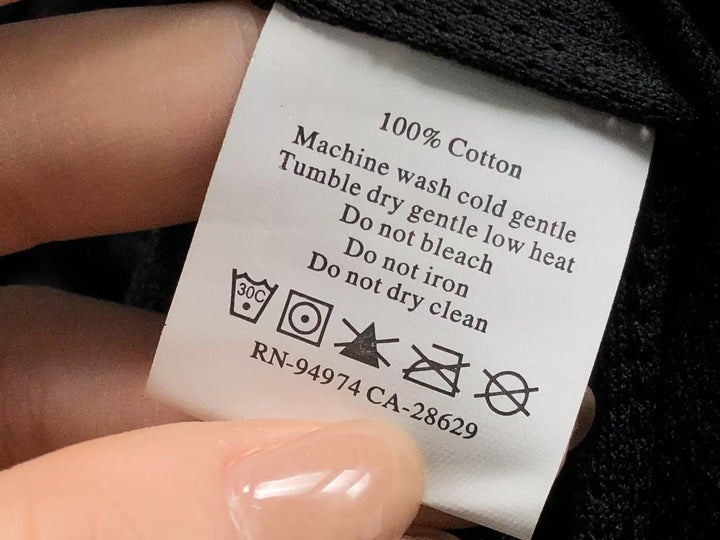 100% Cotton
Machine wash cold gentle
Tumble dry gentle low heat
Do not bleach
Do not iron
Do not dry clean
30C
RN-94974 CA-28629